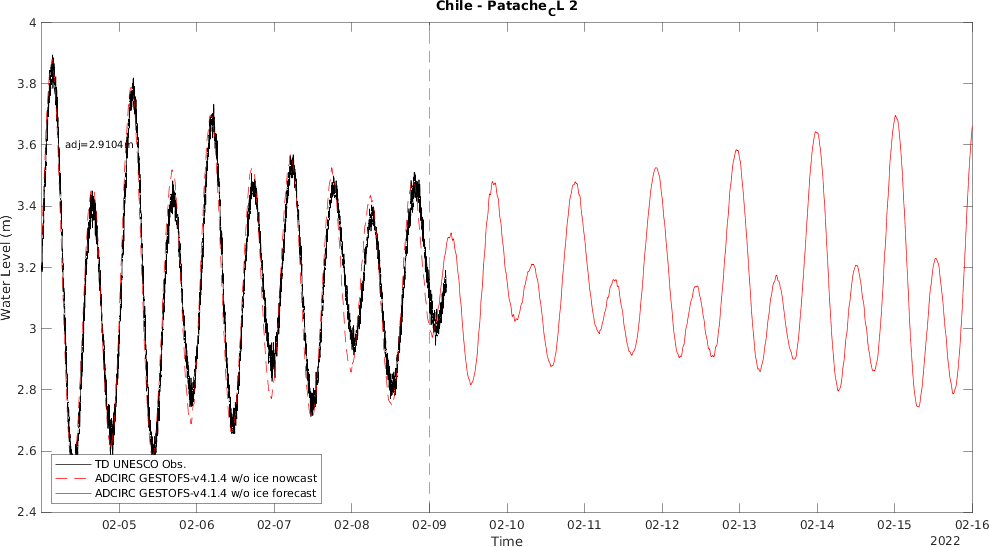 Chile - Patache_CL 2
4
3.8
3.6
3.4
3.2
3
2.8
2.6
2.4
Water Level (m)
adj=2.9104 m
TD UNESCO Obs.
ADCIRC GESTOFS-v4.1.4 w/o ice nowcast
ADCIRC GESTOFS-v4.1.4 w/o ice forecast
02-05 02-06 02-07 02-08 02-09 02-10 02-11 02-12 02-13 02-14 02-15 02-16
Time
2022